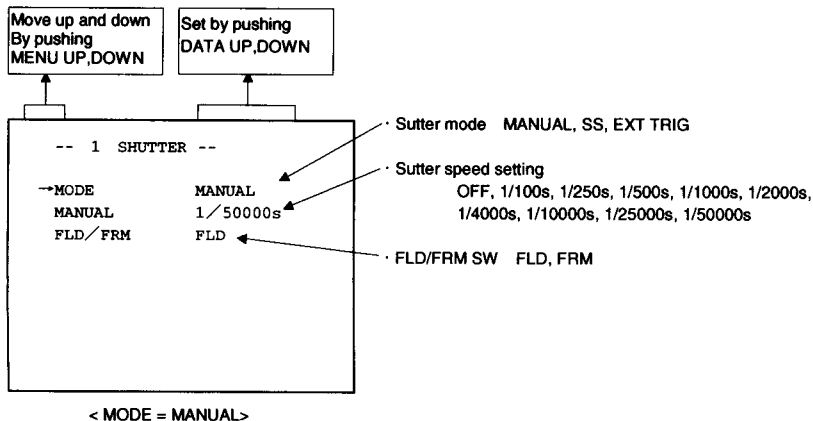 Move up and down
By pushing
MENU UP,DOWN
Set by pushing
DATA UP,DOWN
-- 1 SHUTTER --
→MODE MANUAL
MANUAL 1/50000s
FLD/FRM FLD
· Sutter mode MANUAL, SS, EXT TRIG
· Sutter speed setting
OFF, 1/100s, 1/250s, 1/500s, 1/1000s, 1/2000s,
1/4000s, 1/10000s, 1/25000s, 1/50000s
· FLD/FRM SW FLD, FRM
< MODE = MANUAL>